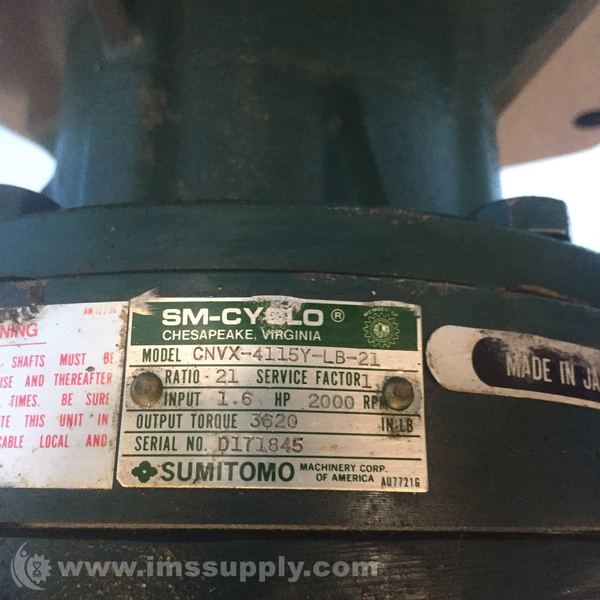 AM12236
NING
SHAFTS MUST BE
USE AND THEREAFTER
TIMES. BE SURE
TE THIS UNIT IN
CABLE LOCAL AND
SM-CYCLO ®
CHESAPEAKE, VIRGINIA
MODEL CNVX-4115Y-LB-21
RATIO 21 SERVICE FACTOR 1.
INPUT 1.6 HP 2000 RPM
OUTPUT TORQUE 3620 IN LB
SERIAL NO. D171845
SUMITOMO MACHINERY CORP.
OF AMERICA AU7721G
MADE IN JA
www.imssupply.com